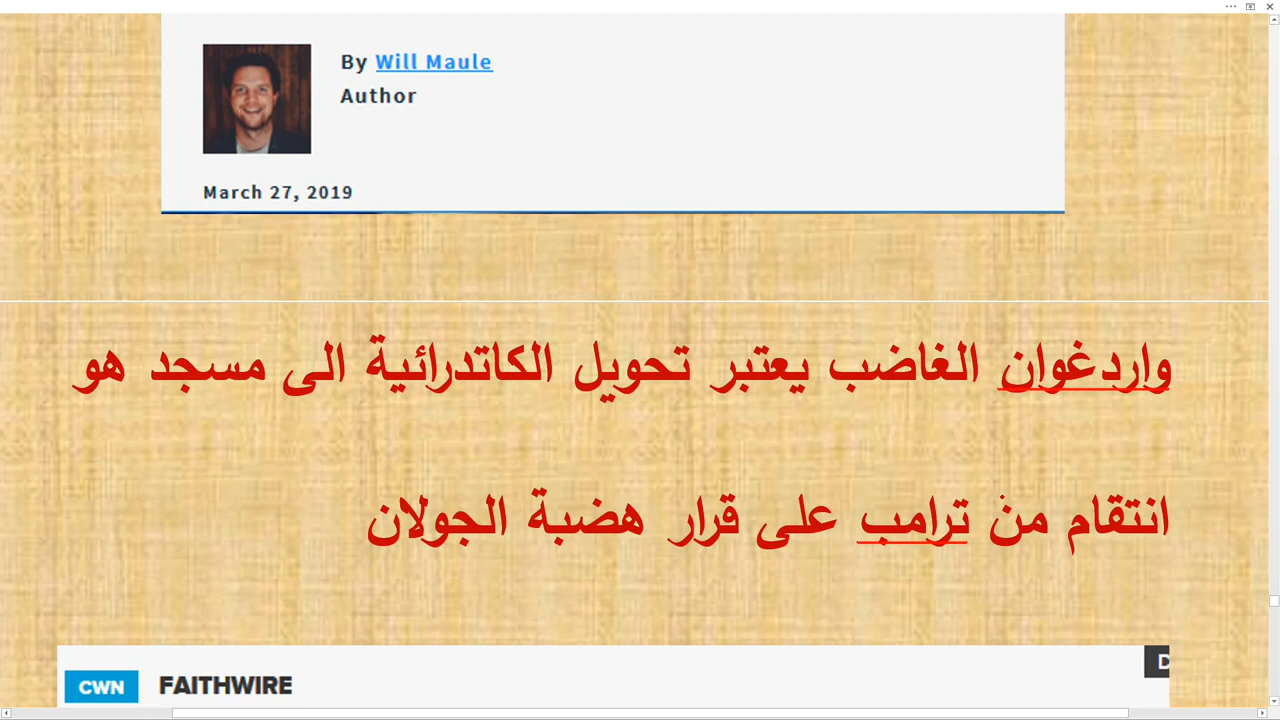 By Will Maule
Author
March 27, 2019
واردغوان الغاضب يعتبر تحويل الكاتدرائية الى مسجد هو
انتقام من ترامب على قرار هضبة الجولان
D
CWN FAITHWIRE